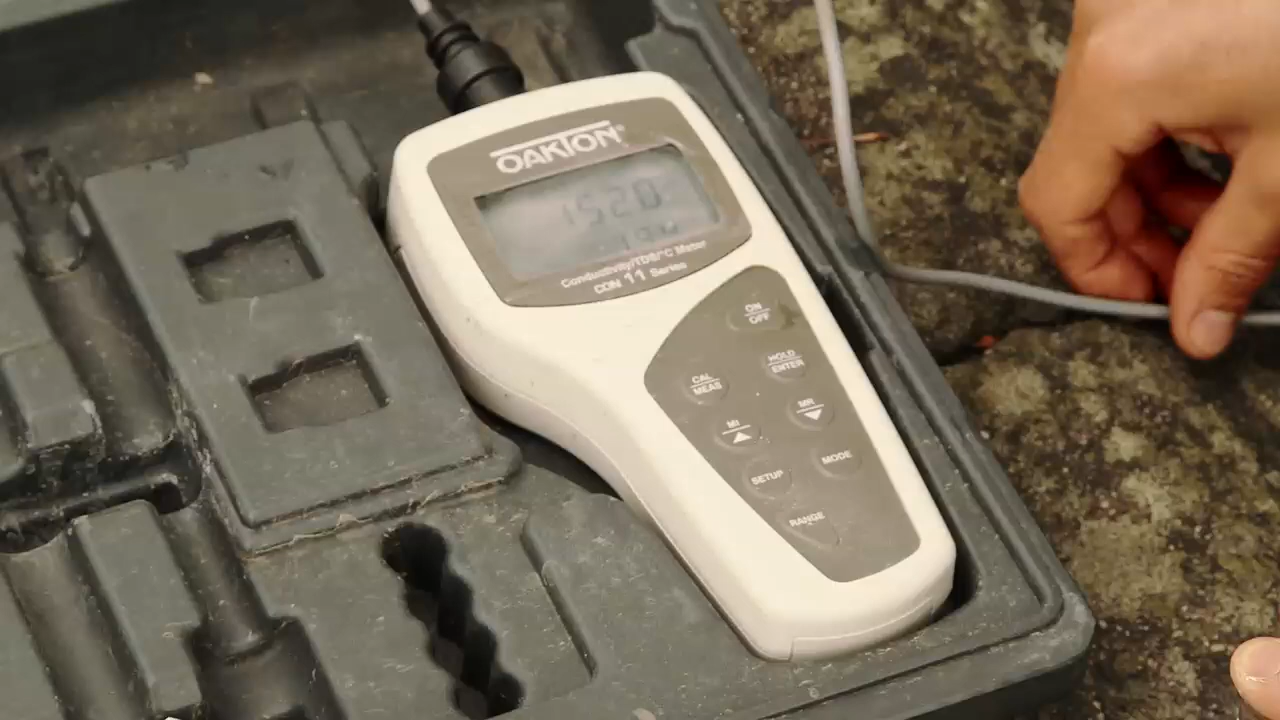 OAKTON®
1520
Conductivity/TDS/°C Meter
CON 11 Series
ON
OFF
HOLD
ENTER
CAL
MEAS
MR
MI
MODE
SETUP
RANGE